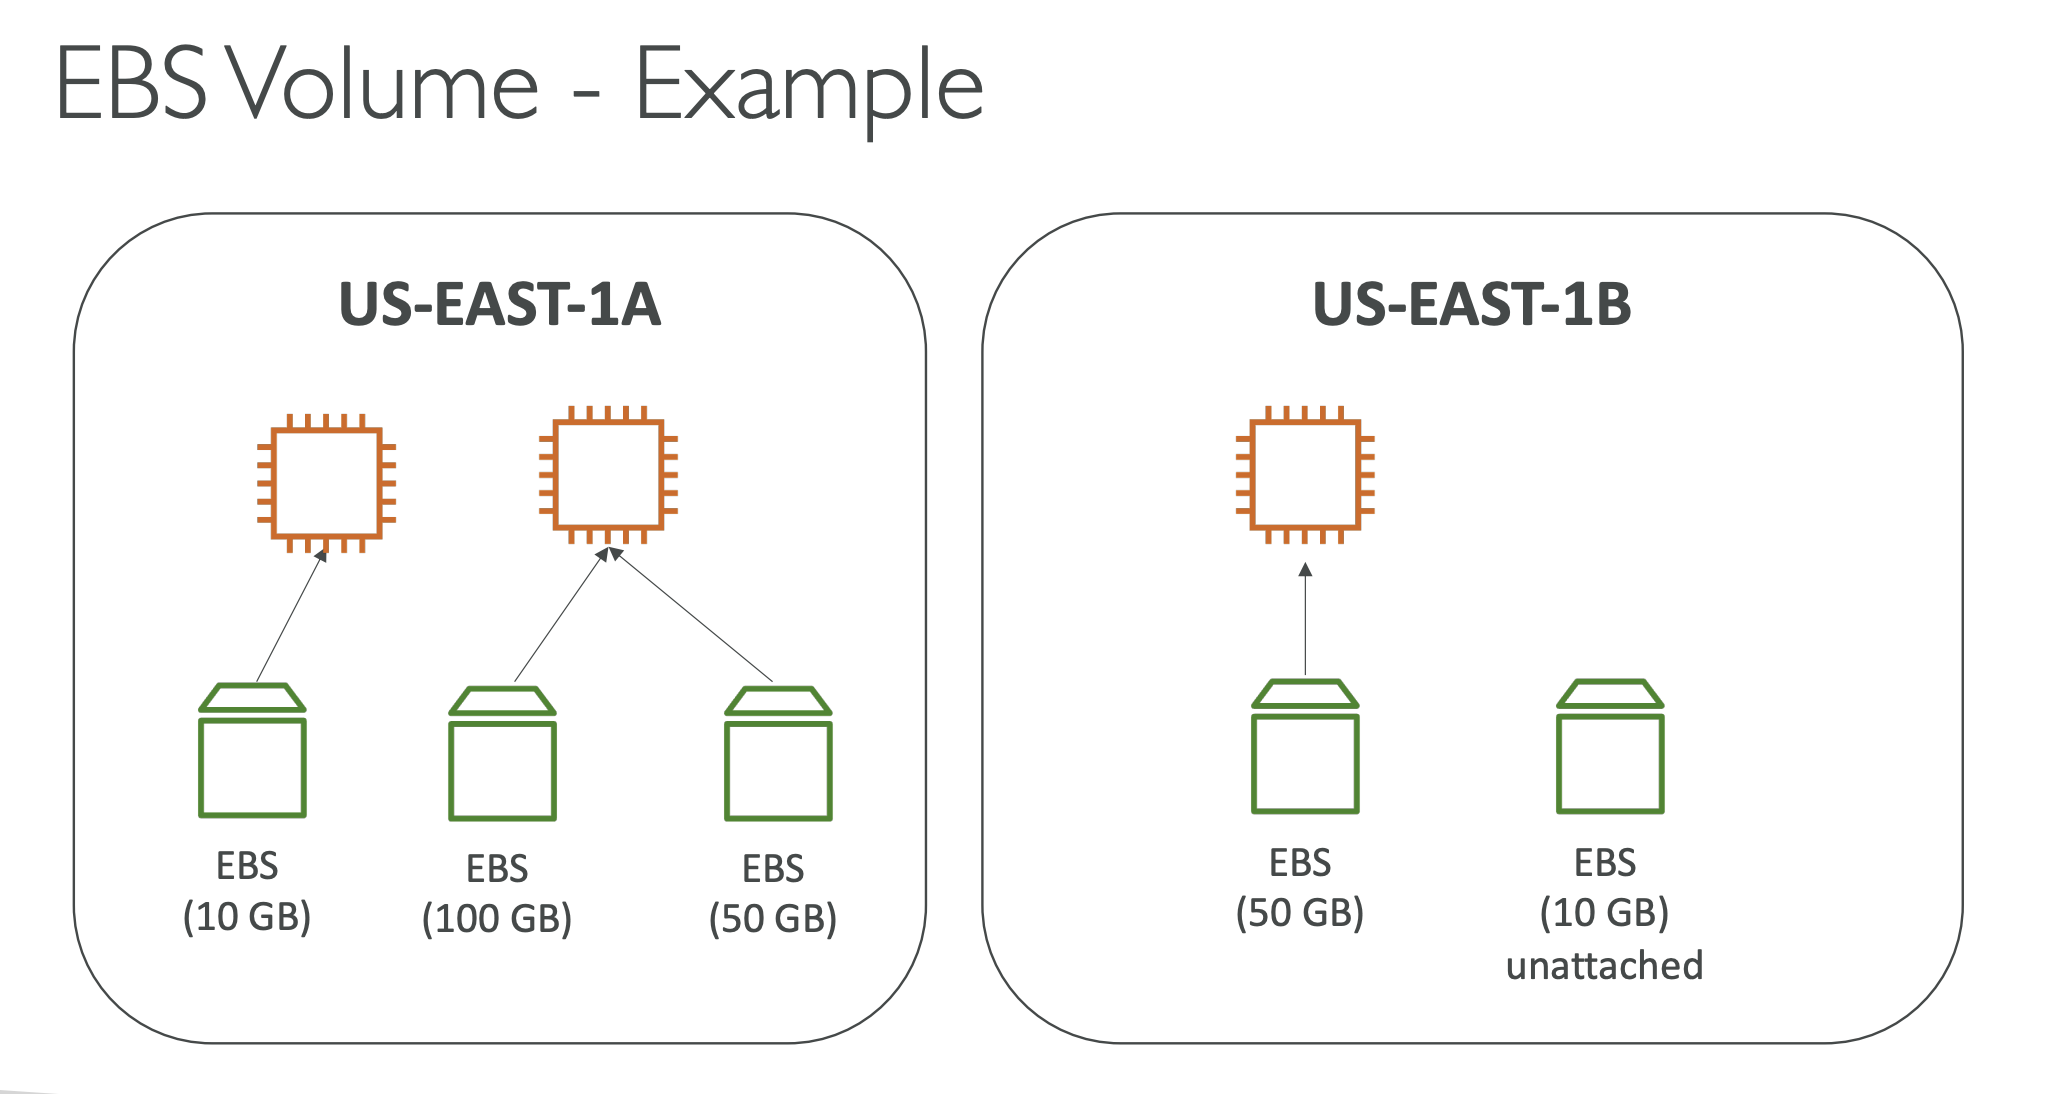 EBS Volume - Example
US-EAST-1A
EBS
(10 GB)
EBS
(100 GB)
EBS
(50 GB)
US-EAST-1B
EBS
(50 GB)
EBS
(10 GB)
unattached